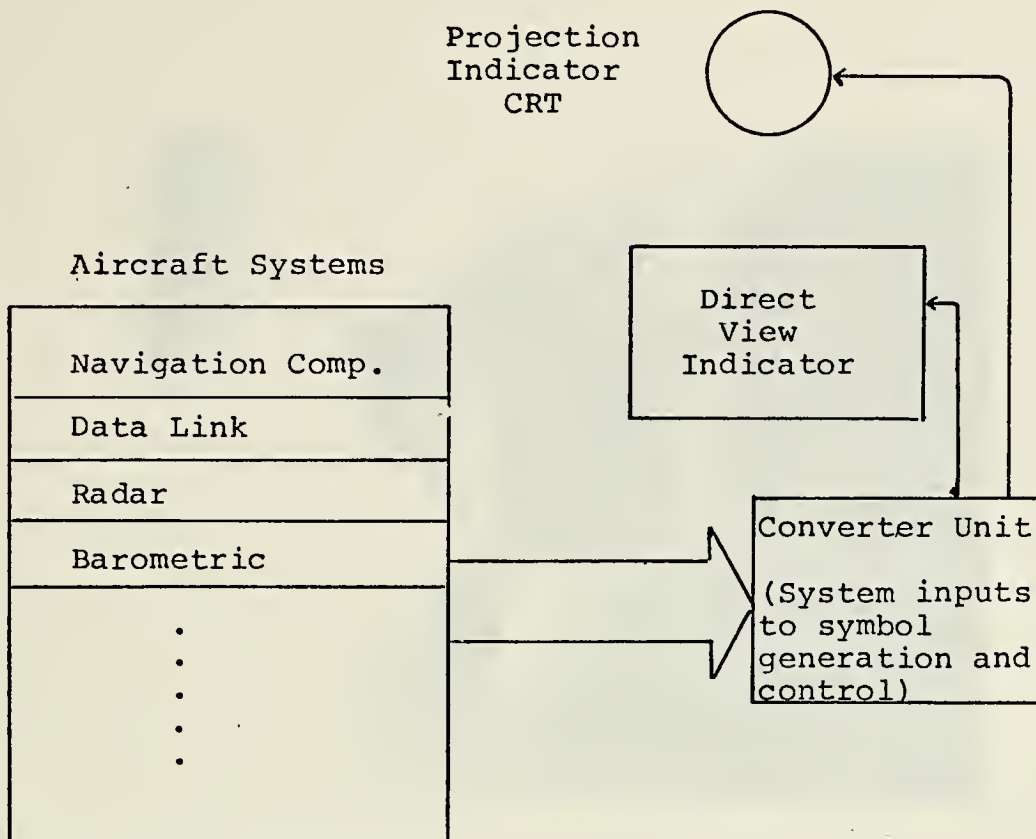 Projection
Indicator
CRT
Aircraft Systems
Navigation Comp.
Data Link
Radar
Barometric
Direct
View
Indicator
Converter Unit
(System inputs
to symbol
generation and
control)